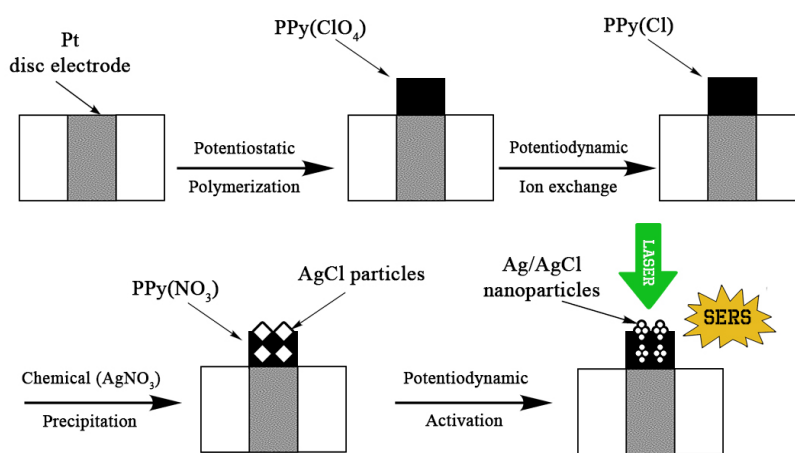 Pt
disc electrode
PPy(ClO₄)
PPy(Cl)
Potentiostatic
Polymerization
Potentiodynamic
Ion exchange
PPy(NO₃)
AgCl particles
Ag/AgCl
nanoparticles
LASER
SERS
Chemical (AgNO₃)
Precipitation
Potentiodynamic
Activation